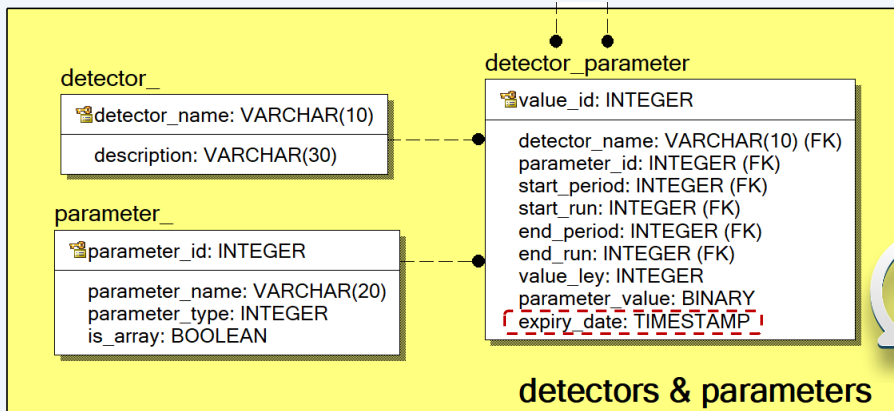 detector_
detector_name: VARCHAR(10)
description: VARCHAR(30)
parameter_
parameter_id: INTEGER
parameter_name: VARCHAR(20)
parameter_type: INTEGER
is_array: BOOLEAN
detector_parameter
value_id: INTEGER
detector_name: VARCHAR(10) (FK)
parameter_id: INTEGER (FK)
start_period: INTEGER (FK)
start_run: INTEGER (FK)
end_period: INTEGER (FK)
end_run: INTEGER (FK)
value_ley: INTEGER
parameter_value: BINARY
expiry_date: TIMESTAMP
detectors & parameters